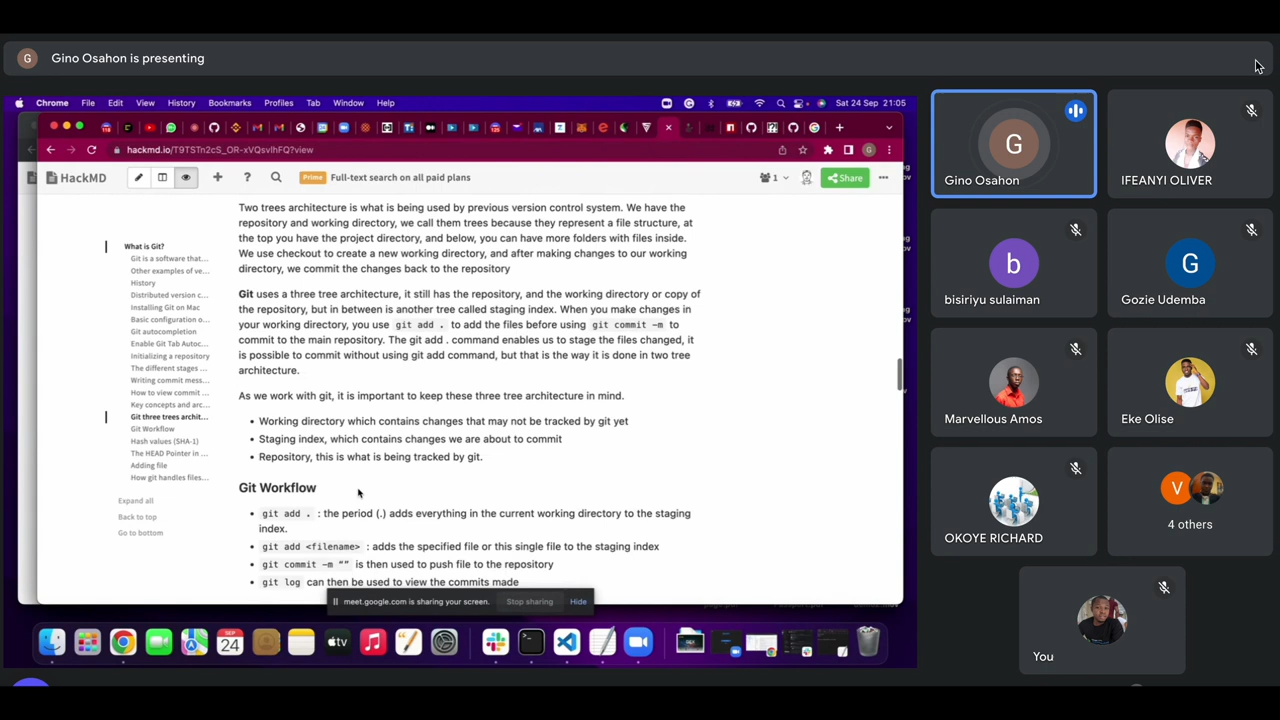 G Gino Osahon is presenting
Chrome File Edit View History Bookmarks Profiles Tab Window Help Sat 24 Sep 21:05
hackmd.io/T9TSTn2cS_OR-xVQsvIhFQ?view
HackMD
Prime Full-text search on all paid plans
1
Share
What is Git?
Git is a software that...
Other examples of ve...
History
Distributed version c...
Installing Git on Mac
Basic configuration o...
Git autocompletion
Enable Git Tab Autoc...
Initializing a repository
The different stages ...
Writing commit mess...
How to view commit ...
Key concepts and arc...
Git three trees archit...
Git Workflow
Hash values (SHA-1)
The HEAD Pointer in ...
Adding file
How git handles files...
Expand all
Back to top
Go to bottom
Two trees architecture is what is being used by previous version control system. We have the
repository and working directory, we call them trees because they represent a file structure, at
the top you have the project directory, and below, you can have more folders with files inside.
We use checkout to create a new working directory, and after making changes to our working
directory, we commit the changes back to the repository
Git uses a three tree architecture, it still has the repository, and the working directory or copy of
the repository, but in between is another tree called staging index. When you make changes in
your working directory, you use git add . to add the files before using git commit -m to
commit to the main repository. The git add . command enables us to stage the files changed, it
is possible to commit without using git add command, but that is the way it is done in two tree
architecture.
As we work with git, it is important to keep these three tree architecture in mind.
• Working directory which contains changes that may not be tracked by git yet
• Staging index, which contains changes we are about to commit
• Repository, this is what is being tracked by git.
Git Workflow
• git add . : the period (.) adds everything in the current working directory to the staging
index.
• git add <filename> : adds the specified file or this single file to the staging index
• git commit -m “” is then used to push file to the repository
• git log can then be used to view the commits made
meet.google.com is sharing your screen. Stop sharing Hide
SEP
24
tv
G
Gino Osahon
IFEANYI OLIVER
b
bisiriyu sulaiman
G
Gozie Udemba
Marvellous Amos
Eke Olise
OKOYE RICHARD
V
4 others
You